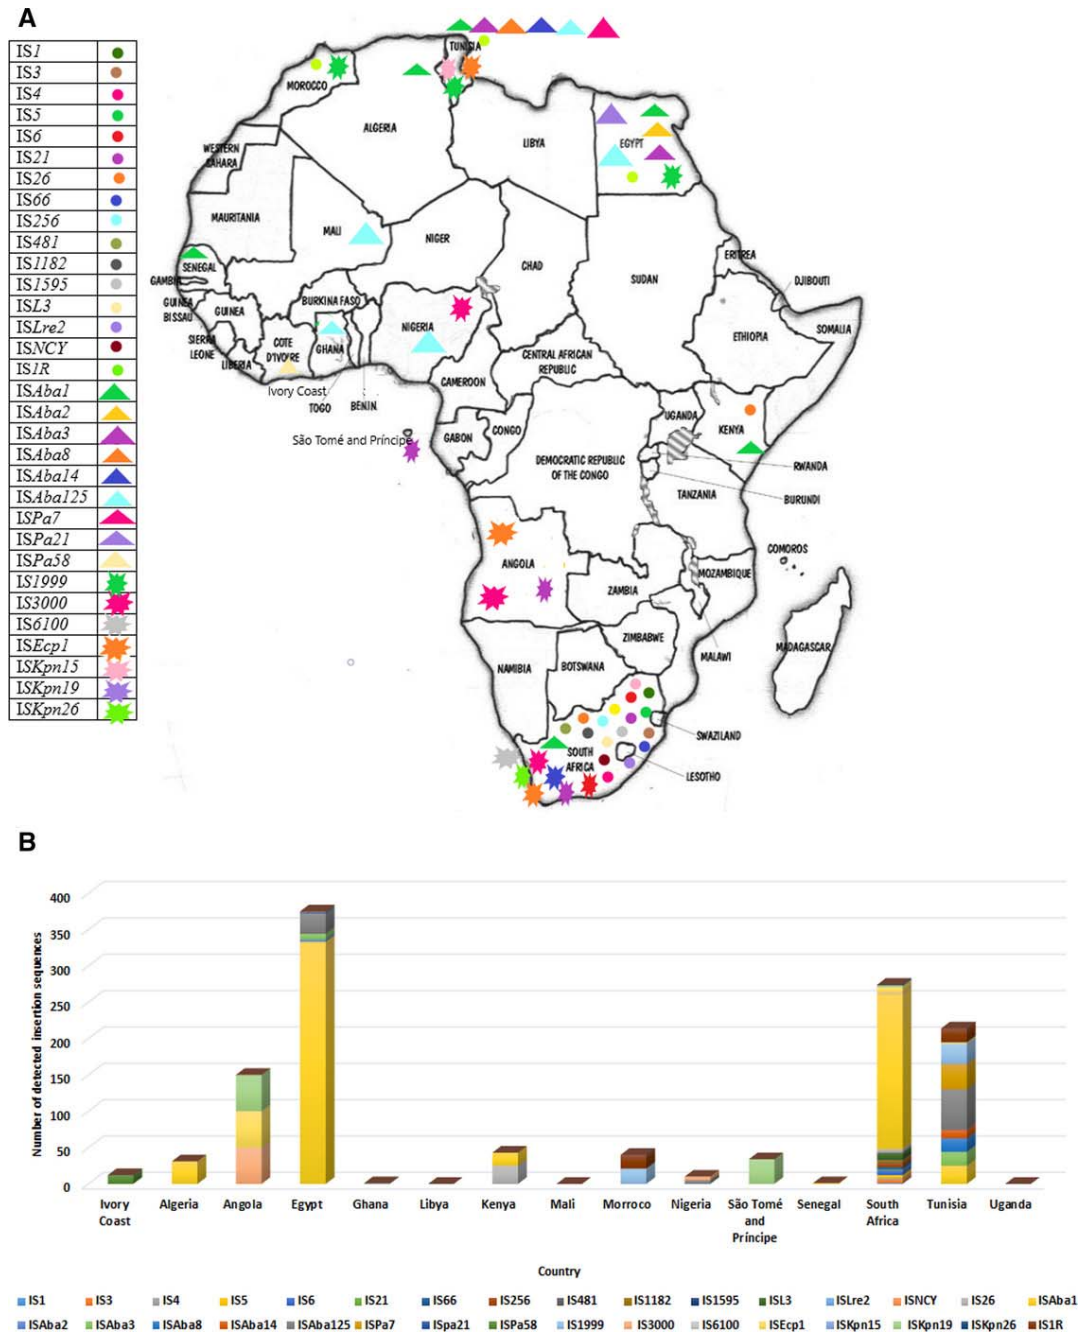 A
IS1
IS3
IS4
IS5
IS6
IS21
IS26
IS66
IS256
IS481
IS1182
IS1595
ISL3
ISLre2
ISNCY
IS1R
ISAba1
ISAba2
ISAba3
ISAba8
ISAba14
ISAba125
ISPa7
ISPa21
ISPa58
IS1999
IS3000
IS6100
ISEcp1
ISKpn15
ISKpn19
ISKpn26
TUNISIA
MOROCCO
ALGERIA
LIBYA
EGYPT
WESTERN
SAHARA
MAURITANIA
MALI
NIGER
CHAD
SUDAN
ERITREA
DJIBOUTI
SENEGAL
GAMBIA
GUINEA
BISSAU
GUINEA
BURKINA FASO
NIGERIA
ETHIOPIA
SOMALIA
SIERRA
LEONE
LIBERIA
COTE
D'IVOIRE
GHANA
CENTRAL AFRICAN
REPUBLIC
CAMEROON
Ivory Coast
TOGO
BENIN
UGANDA
KENYA
São Tomé and Príncipe
GABON
CONGO
DEMOCRATIC REPUBLIC
OF THE CONGO
RWANDA
BURUNDI
TANZANIA
COMOROS
ANGOLA
MOZAMBIQUE
ZAMBIA
ZIMBABWE
MALAWI
MADAGASCAR
NAMIBIA
BOTSWANA
SWAZILAND
SOUTH
AFRICA
LESOTHO
B
Number of detected insertion sequences
400
350
300
250
200
150
100
50
0
Ivory Coast
Algeria
Angola
Egypt
Ghana
Libya
Kenya
Mali
Morroco
Nigeria
São Tomé and Príncipe
Senegal
South Africa
Tunisia
Uganda
Country
IS1 IS3 IS4 IS5 IS6 IS21 IS66 IS256 IS481 IS1182 IS1595 ISL3 ISLre2 ISNCY IS26 ISAba1
ISAba2 ISAba3 ISAba8 ISAba14 ISAba125 ISPa7 ISpa21 ISPa58 IS1999 IS3000 IS6100 ISEcp1 ISKpn15 ISKpn19 ISKpn26 IS1R